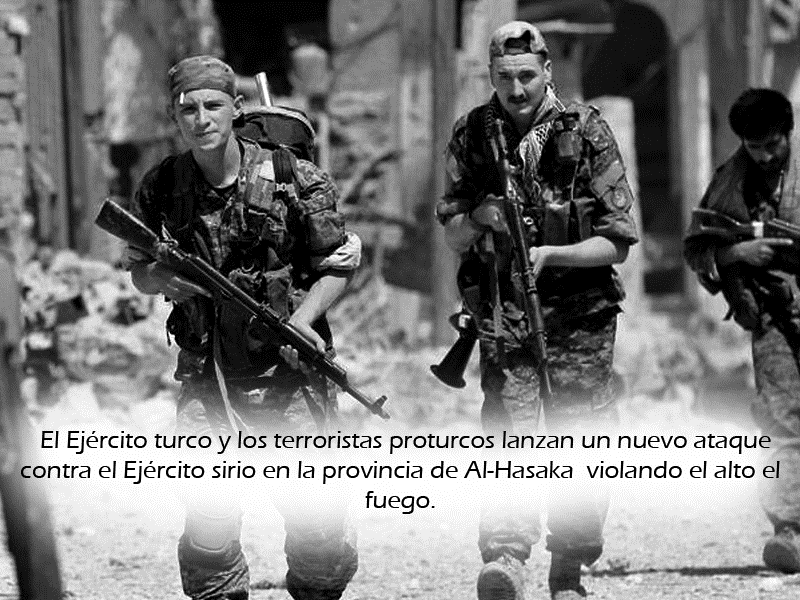 El Ejército turco y los terroristas proturcos lanzan un nuevo ataque
contra el Ejército sirio en la provincia de Al-Hasaka violando el alto el
fuego.